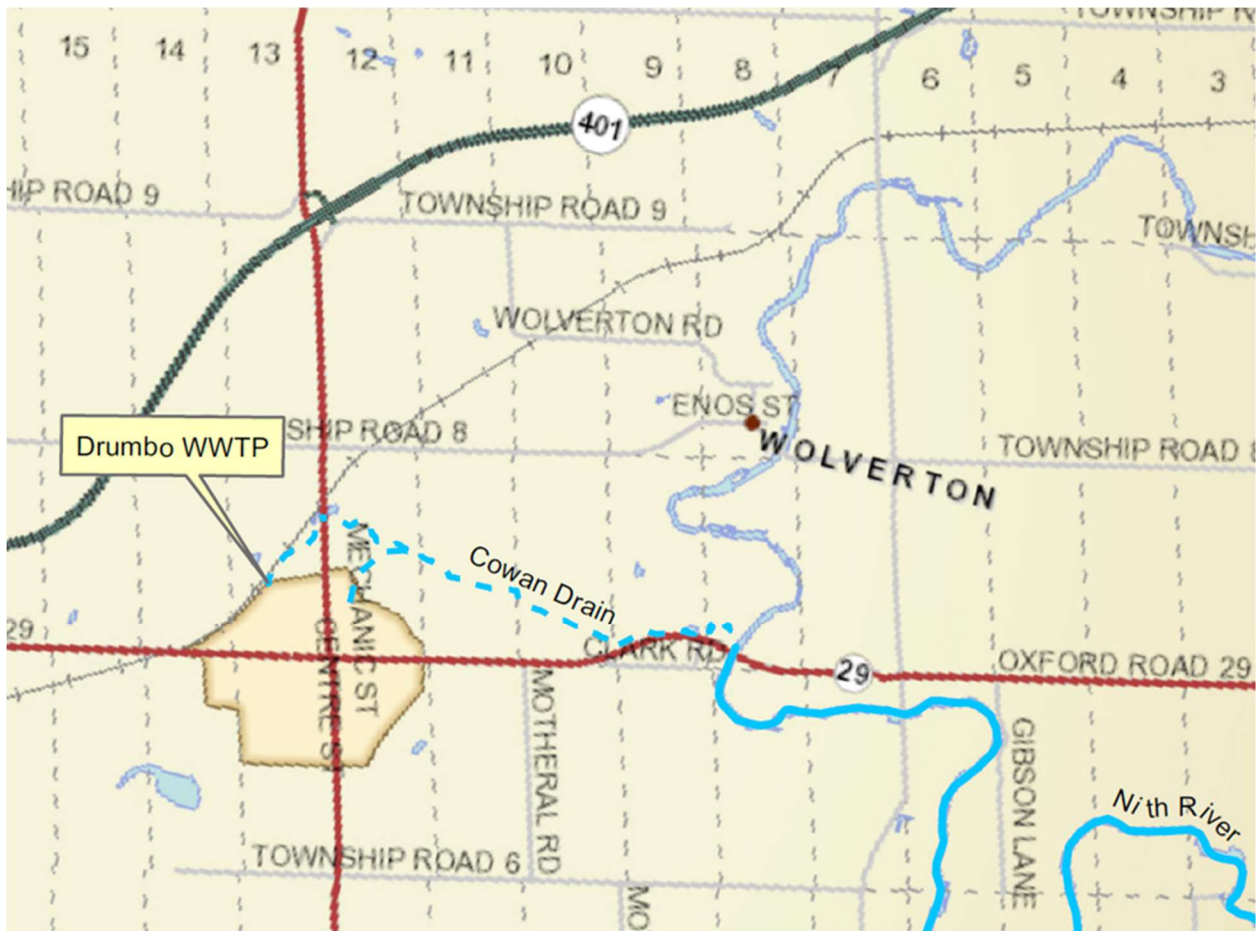 TOWNSHIP R
15
14
13
12
11
10
9
8
7
6
5
4
3
401
HIP ROAD 9
TOWNSHIP ROAD 9
TOWNSH
WOLVERTON RD
ENOS ST
Drumbo WWTP
SHIP ROAD 8
WOLVERTON
TOWNSHIP ROAD 8
Cowan Drain
MECHANIC ST
CENTRE ST
29
CLARK RD
29
OXFORD ROAD 29
MOTHERAL RD
GIBSON LANE
Nith River
TOWNSHIP ROAD 6
MO